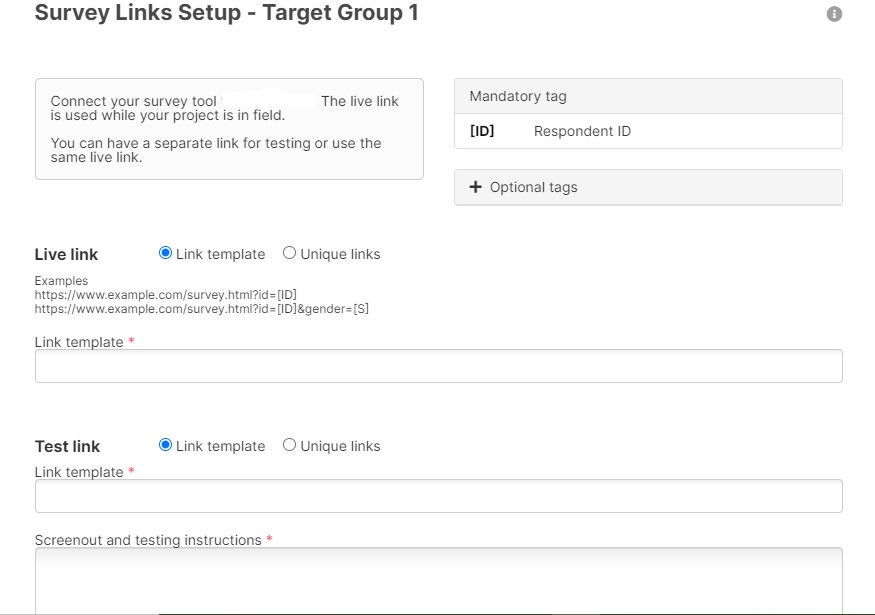 Survey Links Setup - Target Group 1
Connect your survey tool The live link
is used while your project is in field.
You can have a separate link for testing or use the
same live link.
Mandatory tag
[ID] Respondent ID
+ Optional tags
Live link Link template Unique links
Examples
https://www.example.com/survey.html?id=[ID]
https://www.example.com/survey.html?id=[ID]&gender=[S]
Link template *
Test link Link template Unique links
Link template *
Screenout and testing instructions *